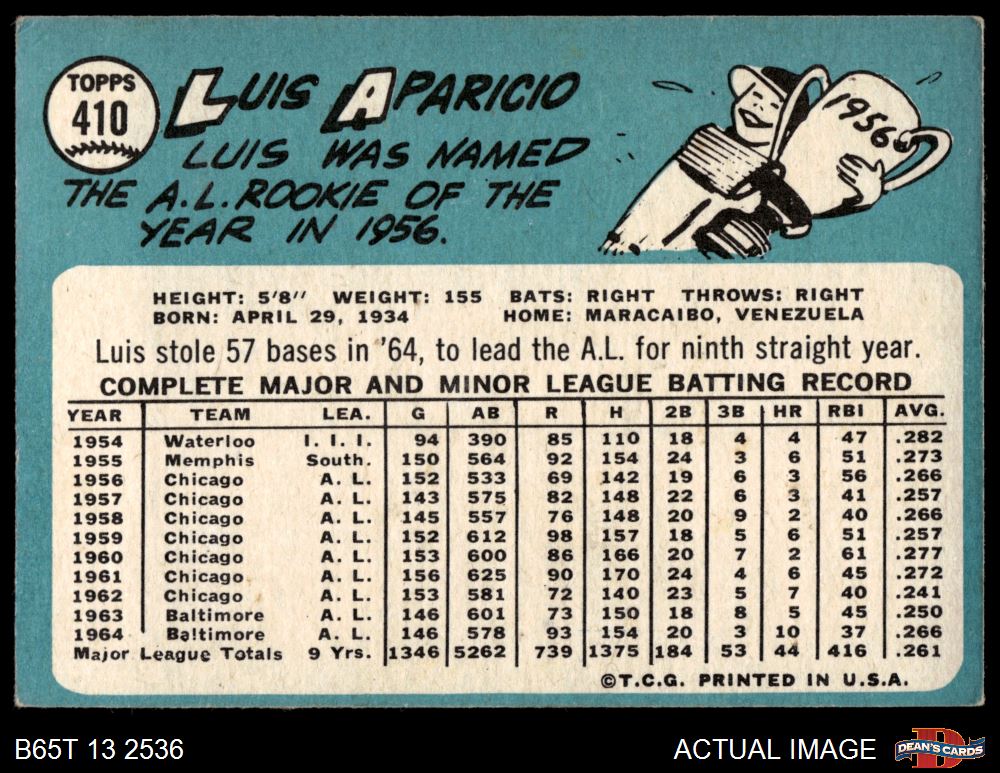 TOPPS
410
LUIS APARICIO
LUIS WAS NAMED
THE A.L. ROOKIE OF THE
YEAR IN 1956.
1956
HEIGHT: 5'8" WEIGHT: 155 BATS: RIGHT THROWS: RIGHT
BORN: APRIL 29, 1934 HOME: MARACAIBO, VENEZUELA
Luis stole 57 bases in '64, to lead the A.L. for ninth straight year.
COMPLETE MAJOR AND MINOR LEAGUE BATTING RECORD
YEAR TEAM LEA. G AB R H 2B 3B HR RBI AVG.
1954 Waterloo I. I. I. 94 390 85 110 18 4 4 47 .282
1955 Memphis South. 150 564 92 154 24 3 6 51 .273
1956 Chicago A. L. 152 533 69 142 19 6 3 56 .266
1957 Chicago A. L. 143 575 82 148 22 6 3 41 .257
1958 Chicago A. L. 145 557 76 148 20 9 2 40 .266
1959 Chicago A. L. 152 612 98 157 18 5 6 51 .257
1960 Chicago A. L. 153 600 86 166 20 7 2 61 .277
1961 Chicago A. L. 156 625 90 170 24 4 6 45 .272
1962 Chicago A. L. 153 581 72 140 23 5 7 40 .241
1963 Baltimore A. L. 146 601 73 150 18 8 5 45 .250
1964 Baltimore A. L. 146 578 93 154 20 3 10 37 .266
Major League Totals 9 Yrs. 1346 5262 739 1375 184 53 44 416 .261
©T.C.G. PRINTED IN U.S.A.
B65T 13 2536 ACTUAL IMAGE
D
DEAN'S CARDS